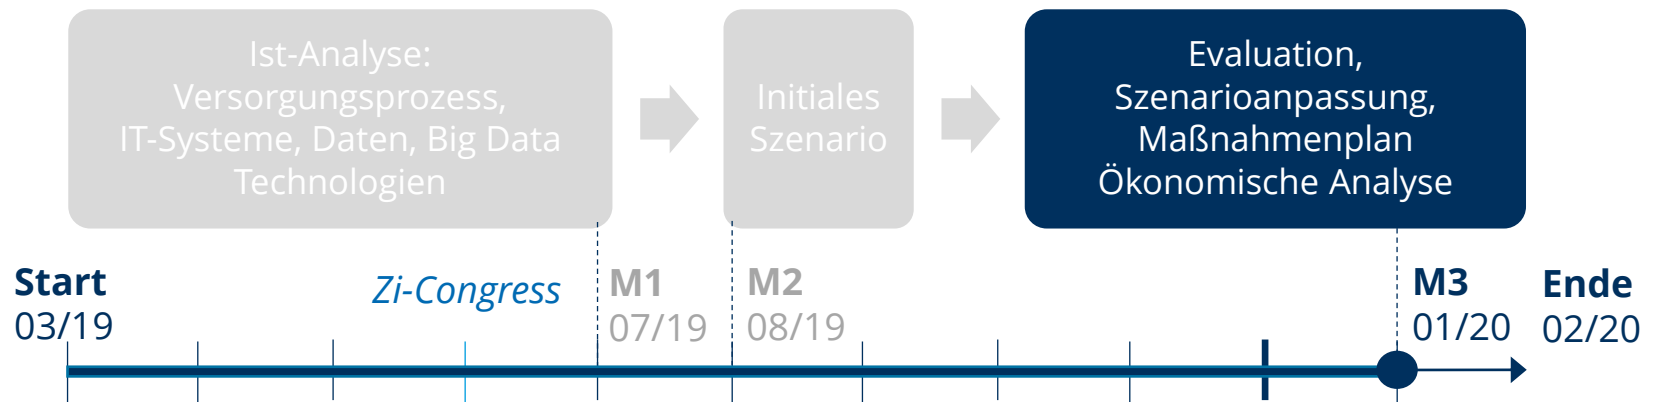 Ist-Analyse:
Versorgungsprozess,
IT-Systeme, Daten, Big Data
Technologien
Initiales
Szenario
Evaluation,
Szenarioanpassung,
Maßnahmenplan
Ökonomische Analyse
Start
03/19
Zi-Congress
M1
07/19
M2
08/19
M3
01/20
Ende
02/20